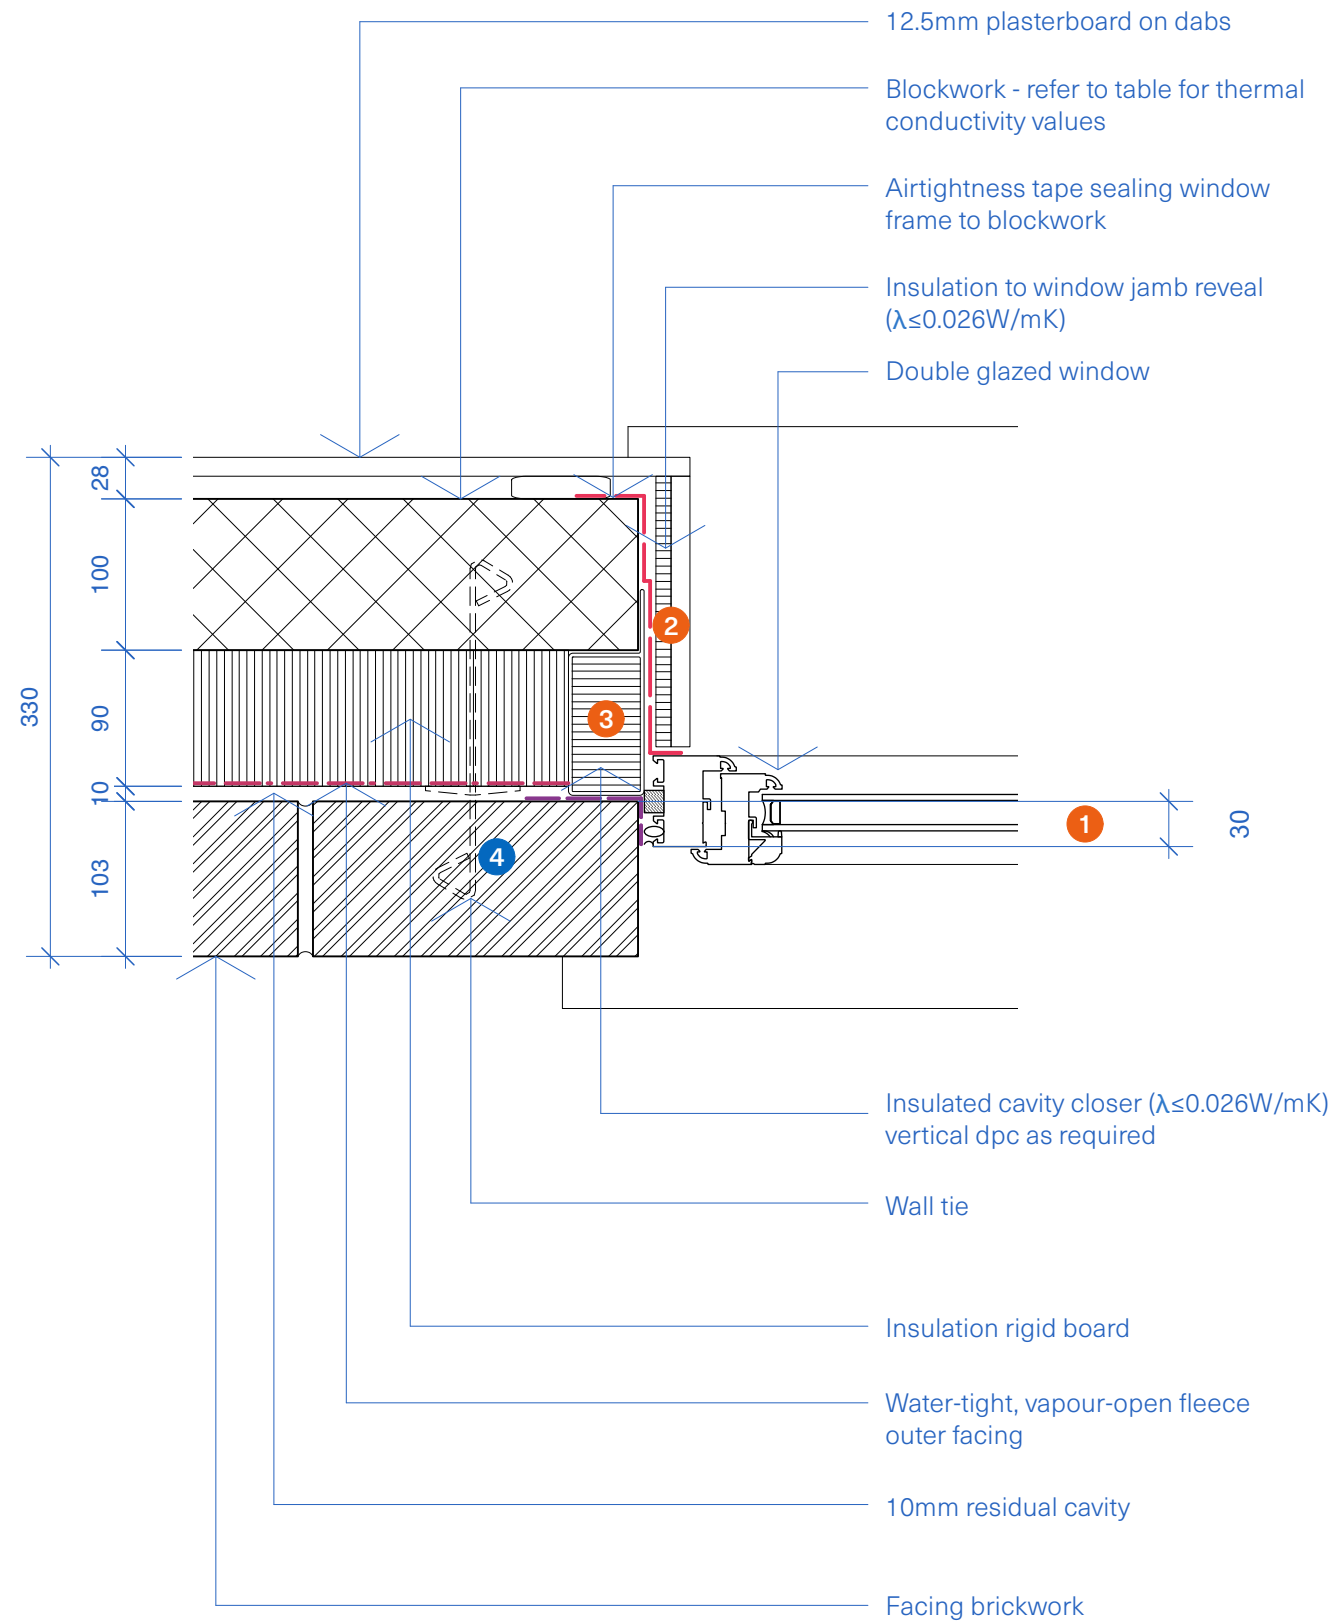 12.5mm plasterboard on dabs
Blockwork - refer to table for thermal
conductivity values
Airtightness tape sealing window
frame to blockwork
Insulation to window jamb reveal
(λ≤0.026W/mK)
Double glazed window
28
100
2
330
90
3
10
1
30
4
103
Insulated cavity closer (λ≤0.026W/mK)
vertical dpc as required
Wall tie
Insulation rigid board
Water-tight, vapour-open fleece
outer facing
10mm residual cavity
Facing brickwork